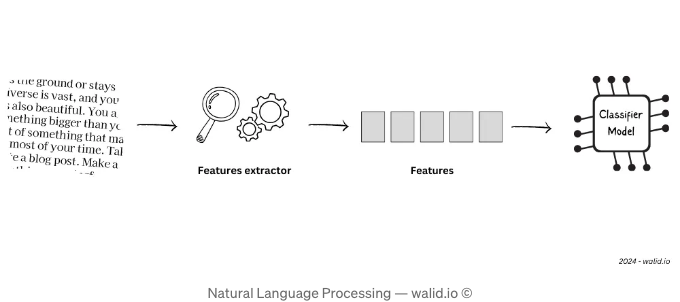 the ground or stays
iverse is vast, and you
also beautiful. You a
nething bigger than yo
t of something that ma
most of your time. Tal
e a blog post. Make a
Features extractor
Features
Classifier
Model
2024 - walid.io
Natural Language Processing — walid.io ©